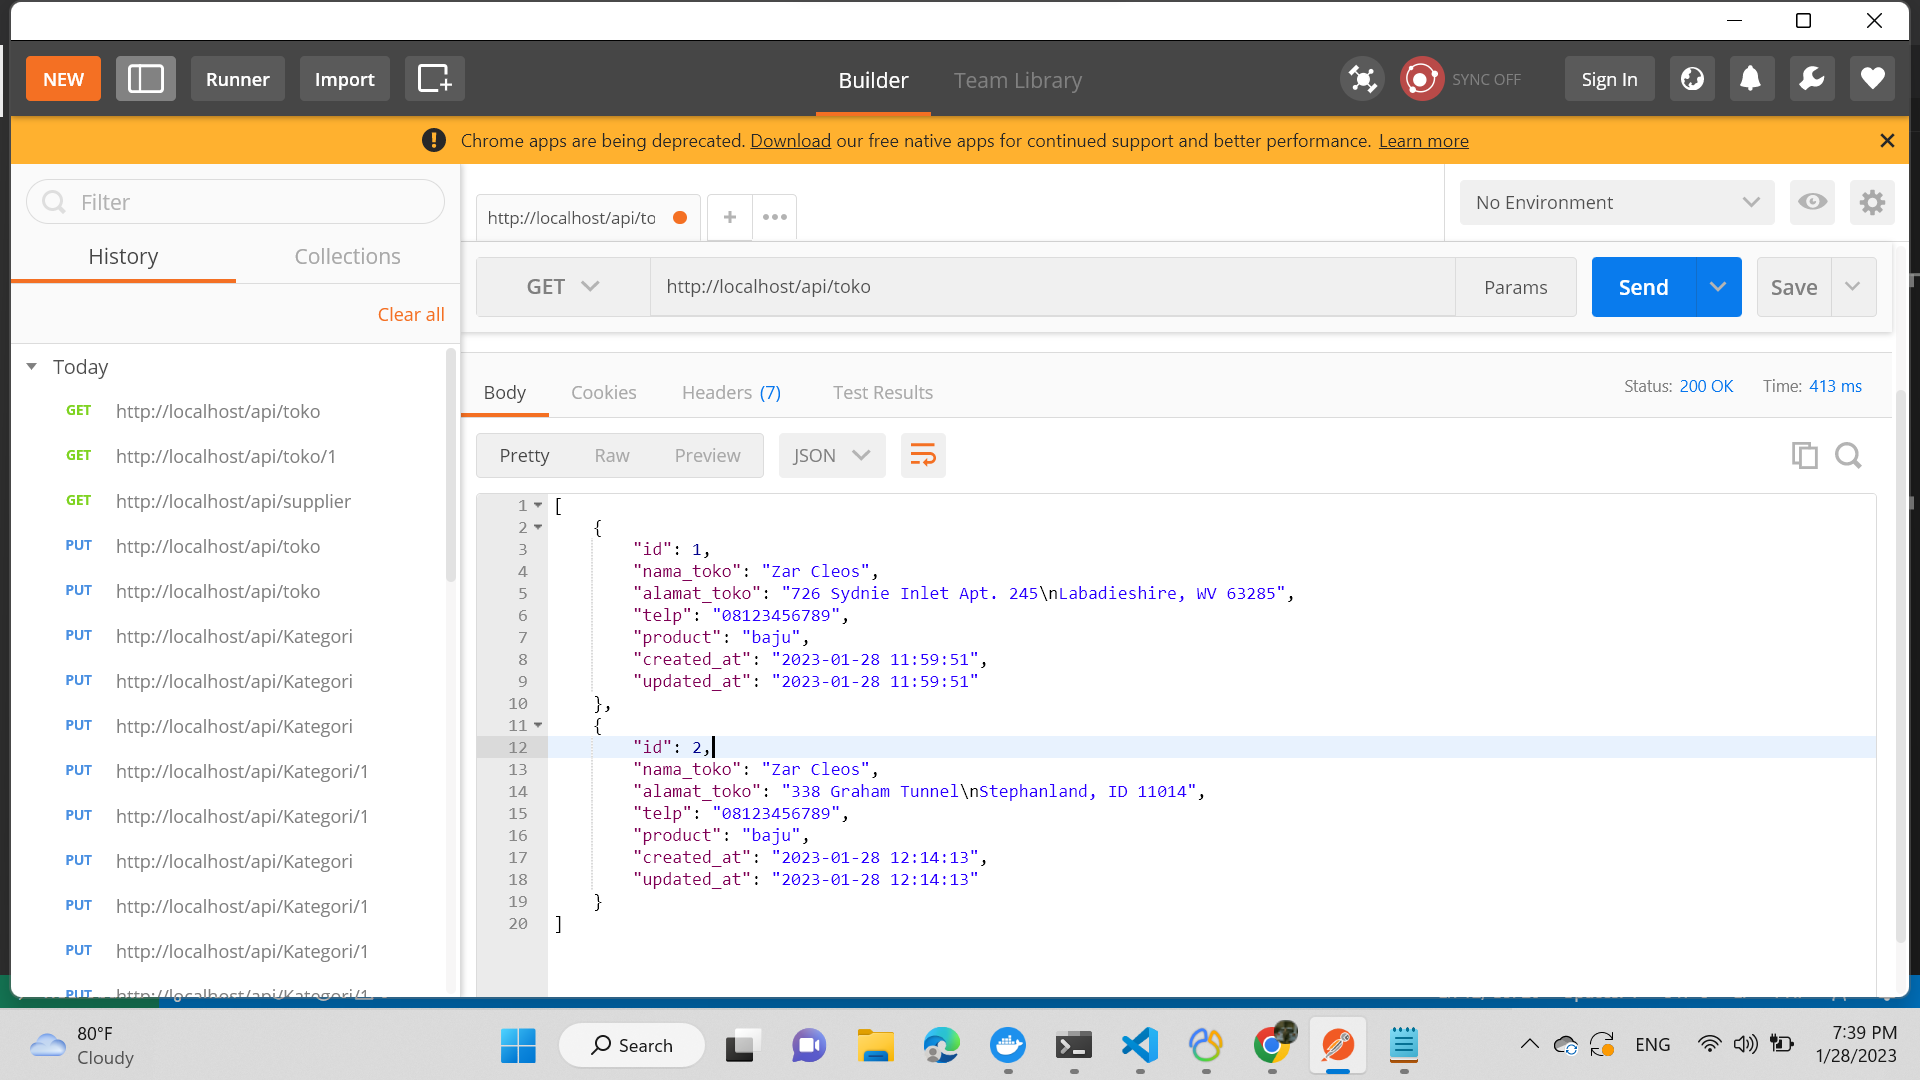 NEW
Runner
Import
Builder
Team Library
SYNC OFF
Sign In
Chrome apps are being deprecated. Download our free native apps for continued support and better performance. Learn more
Filter
History
Collections
Clear all
Today
GET http://localhost/api/toko
GET http://localhost/api/toko/1
GET http://localhost/api/supplier
PUT http://localhost/api/toko
PUT http://localhost/api/toko
PUT http://localhost/api/Kategori
PUT http://localhost/api/Kategori
PUT http://localhost/api/Kategori
PUT http://localhost/api/Kategori/1
PUT http://localhost/api/Kategori/1
PUT http://localhost/api/Kategori
PUT http://localhost/api/Kategori/1
PUT http://localhost/api/Kategori/1
PUT http://localhost/api/Kategori/1
http://localhost/api/to
No Environment
GET
http://localhost/api/toko
Params
Send
Save
Body
Cookies
Headers (7)
Test Results
Status: 200 OK
Time: 413 ms
Pretty
Raw
Preview
JSON
1 [
2 {
3 "id": 1,
4 "nama_toko": "Zar Cleos",
5 "alamat_toko": "726 Sydnie Inlet Apt. 245\nLabadieshire, WV 63285",
6 "telp": "08123456789",
7 "product": "baju",
8 "created_at": "2023-01-28 11:59:51",
9 "updated_at": "2023-01-28 11:59:51"
10 },
11 {
12 "id": 2,
13 "nama_toko": "Zar Cleos",
14 "alamat_toko": "338 Graham Tunnel\nStephanland, ID 11014",
15 "telp": "08123456789",
16 "product": "baju",
17 "created_at": "2023-01-28 12:14:13",
18 "updated_at": "2023-01-28 12:14:13"
19 }
20 ]
80°F
Cloudy
Search
ENG
7:39 PM
1/28/2023